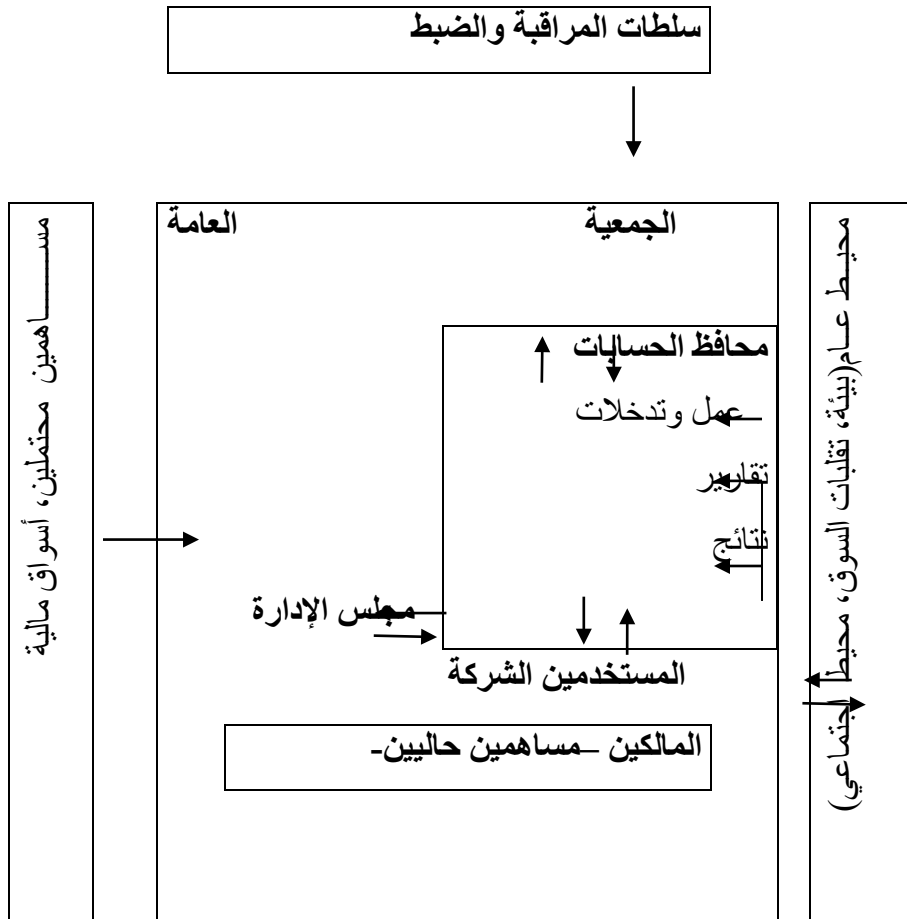 سلطات المراقبة والضبط
الجمعية العامة
محافظ الحسابات
عمل وتدخلات
تقارير
نتائج
مجلس الإدارة
المستخدمين الشركة
المالكين –مساهمين حاليين-
محيط عام(بيئة، تقلبات السوق، محيط اجتماعي)
مساهمين محتملين، أسواق مالية